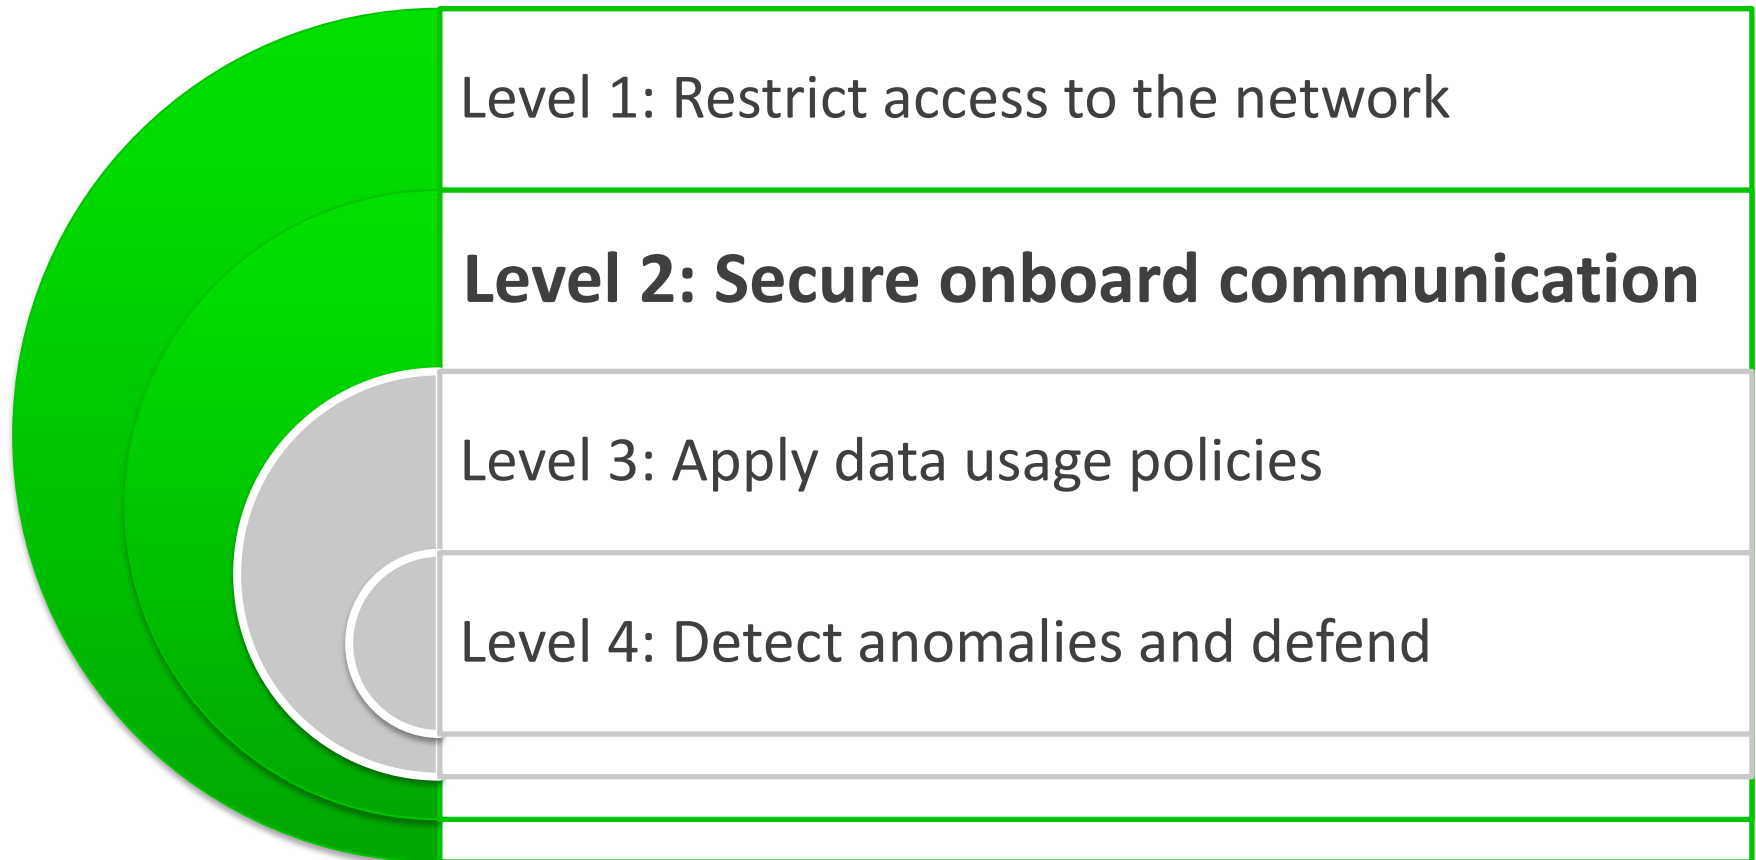 Level 1: Restrict access to the network
Level 2: Secure onboard communication
Level 3: Apply data usage policies
Level 4: Detect anomalies and defend